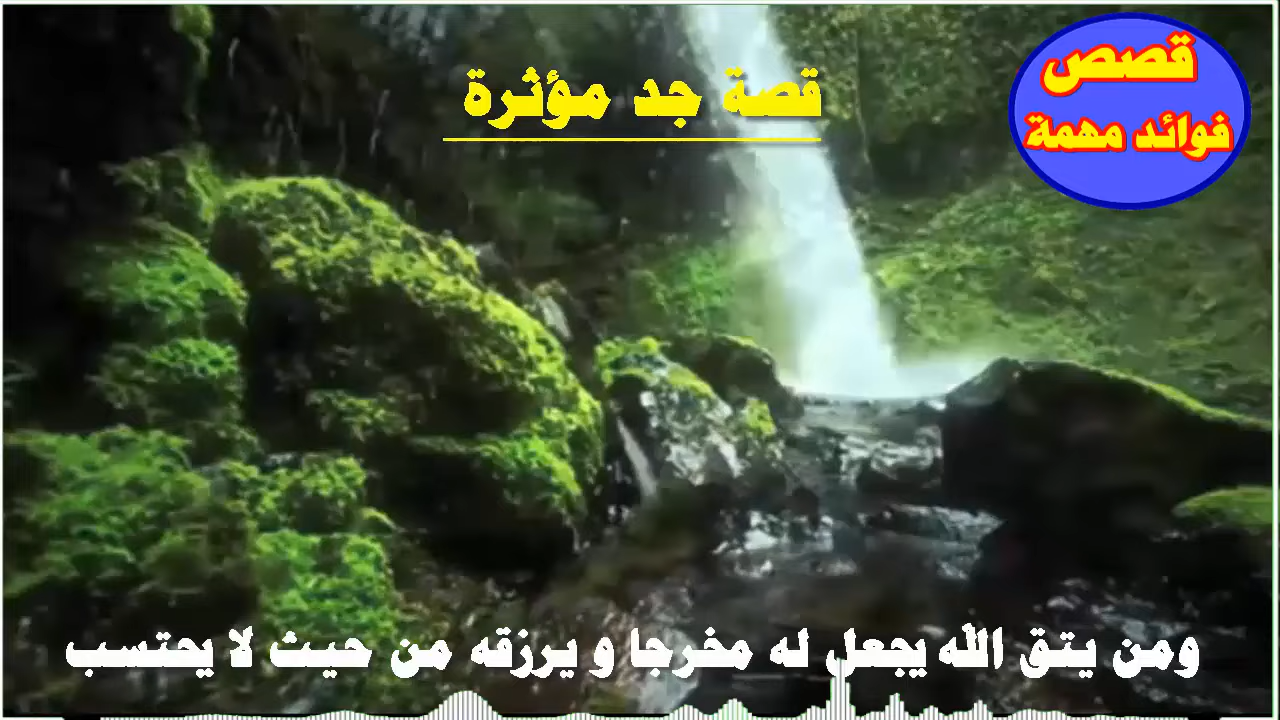 قصة جد مؤثرة
قصص
فوائد مهمة
ومن يتق الله يجعل له مخرجا و يرزقه من حيث لا يحتسب